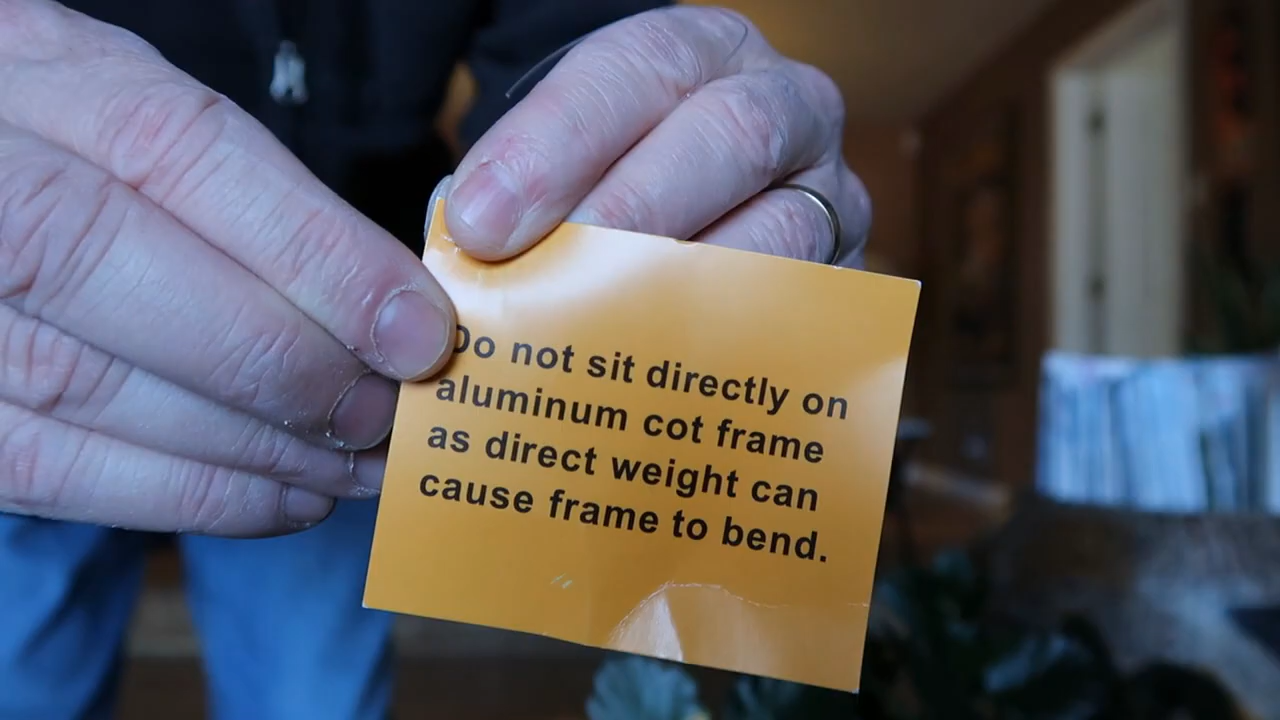 Do not sit directly on
aluminum cot frame
as direct weight can
cause frame to bend.